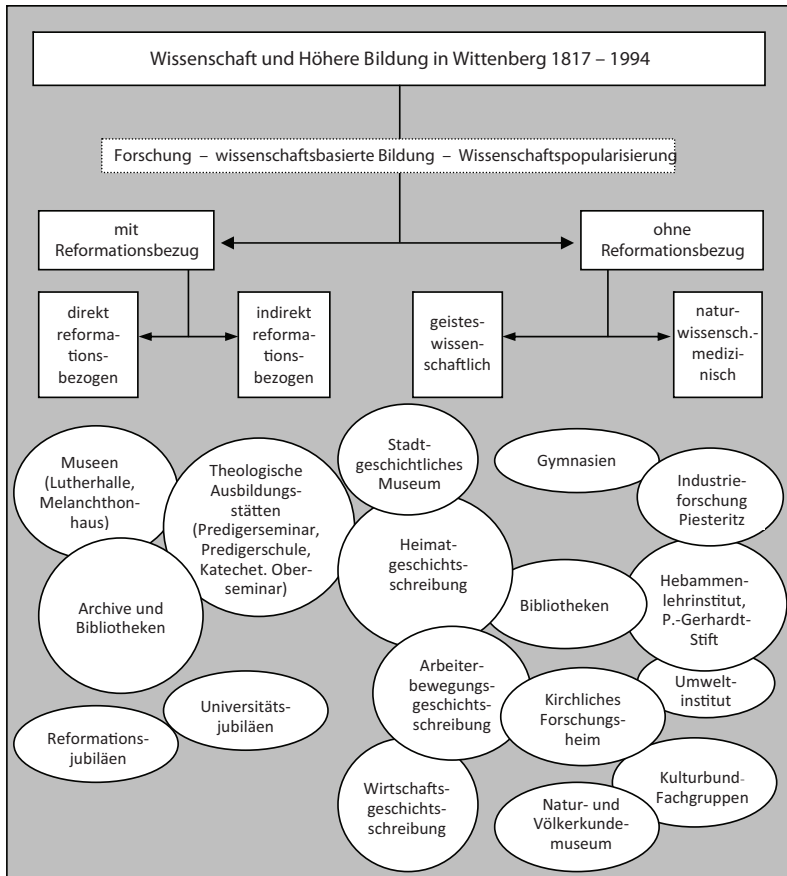 Wissenschaft und Höhere Bildung in Wittenberg 1817 – 1994
Forschung – wissenschaftsbasierte Bildung – Wissenschaftspopularisierung
mit
Reformationsbezug
ohne
Reformationsbezug
direkt
reforma-
tions-
bezogen
indirekt
reforma-
tions-
bezogen
geistes-
wissen-
schaftlich
natur-
wissensch.-
medizi-
nisch
Museen
(Lutherhalle,
Melanchthon-
haus)
Theologische
Ausbildungs-
stätten
(Predigerseminar,
Predigerschule,
Katechet. Ober-
seminar)
Stadt-
geschichtliches
Museum
Gymnasien
Industrie-
forschung
Piesteritz
Heimat-
geschichts-
schreibung
Archive und
Bibliotheken
Bibliotheken
Hebammen-
lehrinstitut,
P.-Gerhardt-
Stift
Arbeiter-
bewegungs-
geschichts-
schreibung
Umwelt-
institut
Universitäts-
jubiläen
Kirchliches
Forschungs-
heim
Reformations-
jubiläen
Wirtschafts-
geschichts-
schreibung
Kulturbund-
Fachgruppen
Natur- und
Völkerkunde-
museum